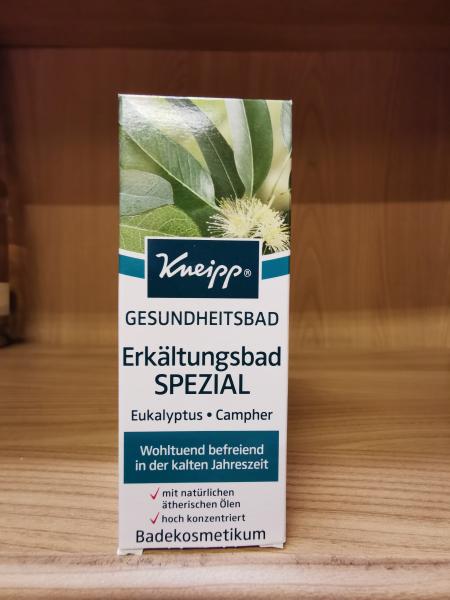 Kneipp®
GESUNDHEITSBAD
Erkältungsbad
SPEZIAL
Eukalyptus • Campher
Wohltuend befreiend
in der kalten Jahreszeit
✓ mit natürlichen
ätherischen Ölen
✓ hoch konzentriert
Badekosmetikum